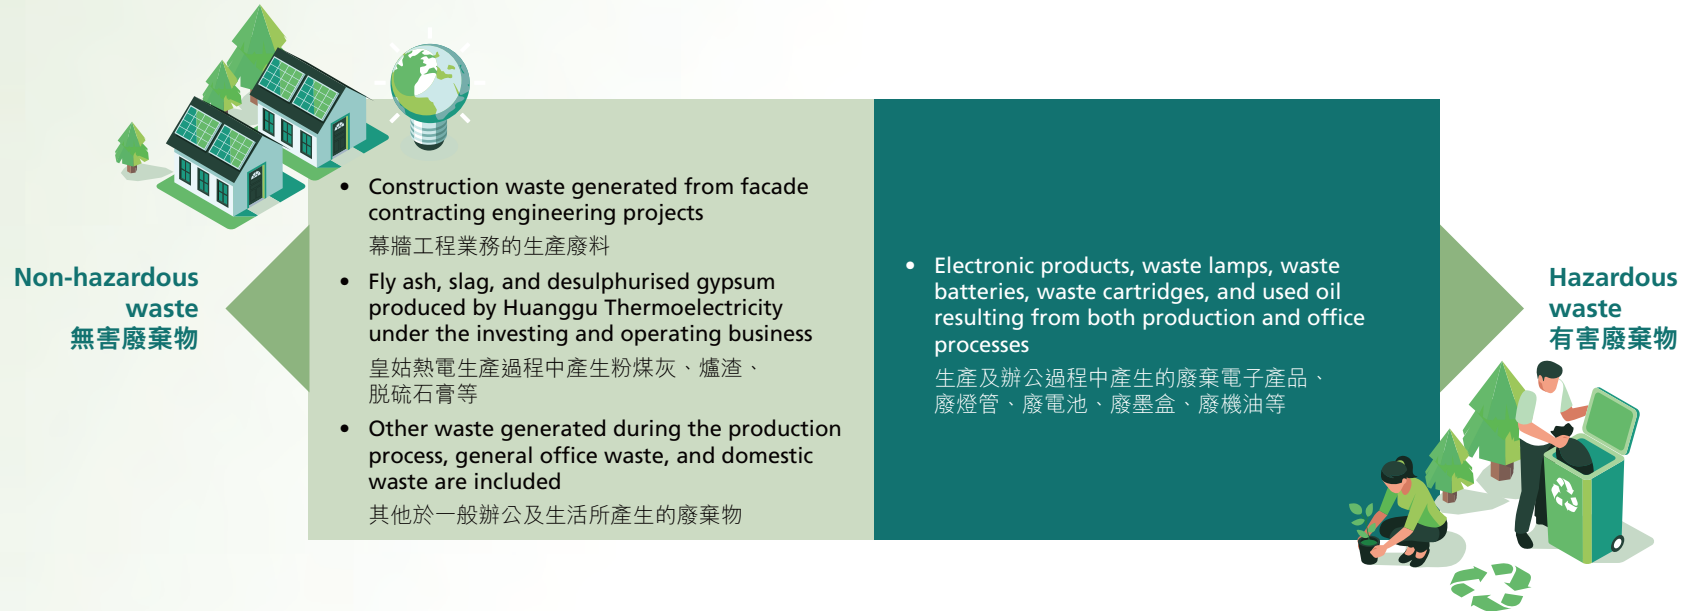 Non-hazardous
waste
無害廢棄物
• Construction waste generated from facade
contracting engineering projects
幕牆工程業務的生產廢料
• Fly ash, slag, and desulphurised gypsum
produced by Huanggu Thermoelectricity
under the investing and operating business
皇姑熱電生產過程中產生粉煤灰、爐渣、
脱硫石膏等
• Other waste generated during the production
process, general office waste, and domestic
waste are included
其他於一般辦公及生活所產生的廢棄物
• Electronic products, waste lamps, waste
batteries, waste cartridges, and used oil
resulting from both production and office
processes
生產及辦公過程中產生的廢棄電子產品、
廢燈管、廢電池、廢墨盒、廢機油等
Hazardous
waste
有害廢棄物